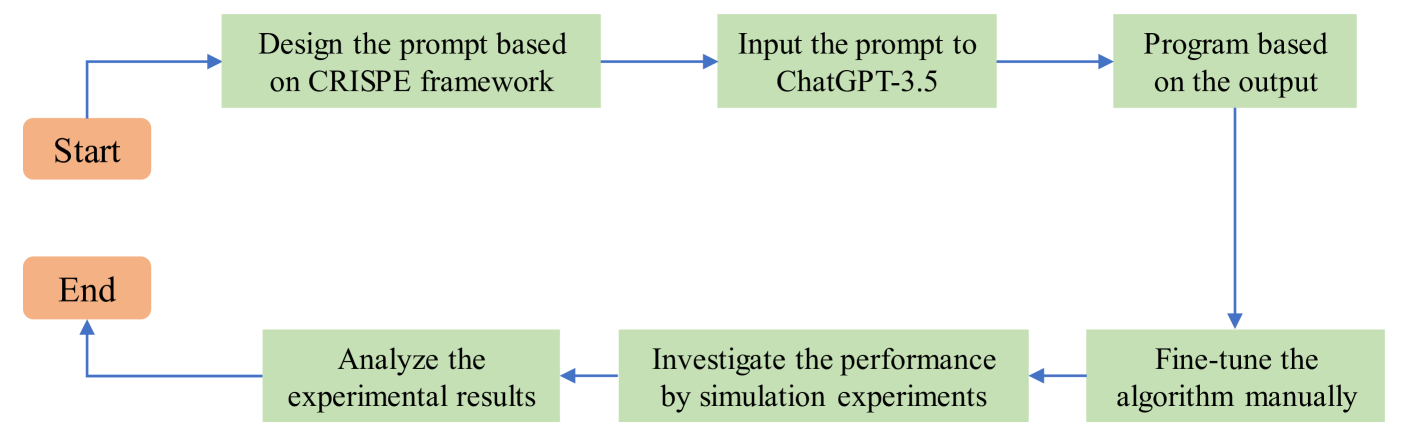 Start
Design the prompt based
on CRISPE framework
Input the prompt to
ChatGPT-3.5
Program based
on the output
Fine-tune the
algorithm manually
Investigate the performance
by simulation experiments
Analyze the
experimental results
End